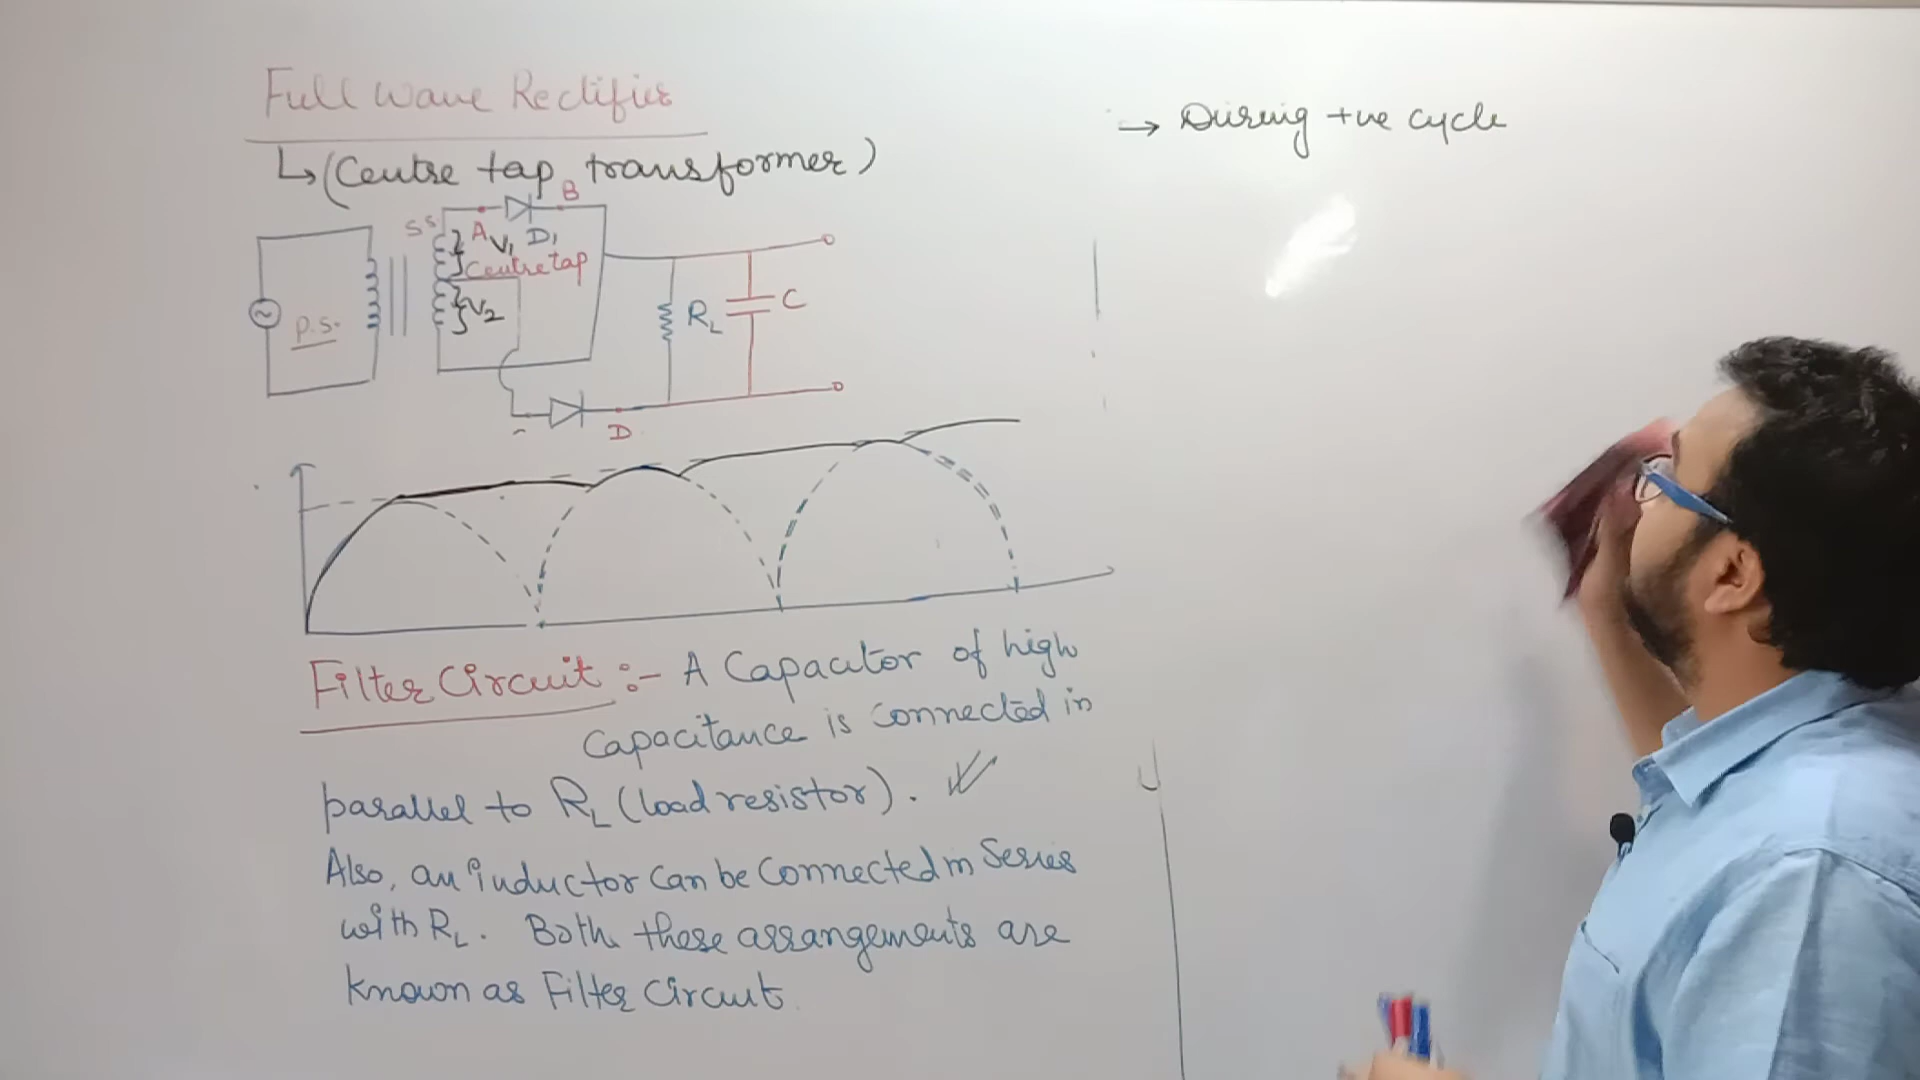 Full Wave Rectifier
↳ (Centre tap transformer)
B
SS
A
V1
D1
Centre tap
V2
P.S.
RL
C
D
Filter Circuit :- A Capacitor of high
Capacitance is connected in
parallel to RL (load resistor).
Also, an inductor can be connected in Series
with RL. Both these arrangements are
known as Filter Circuit.
→ During +ve cycle